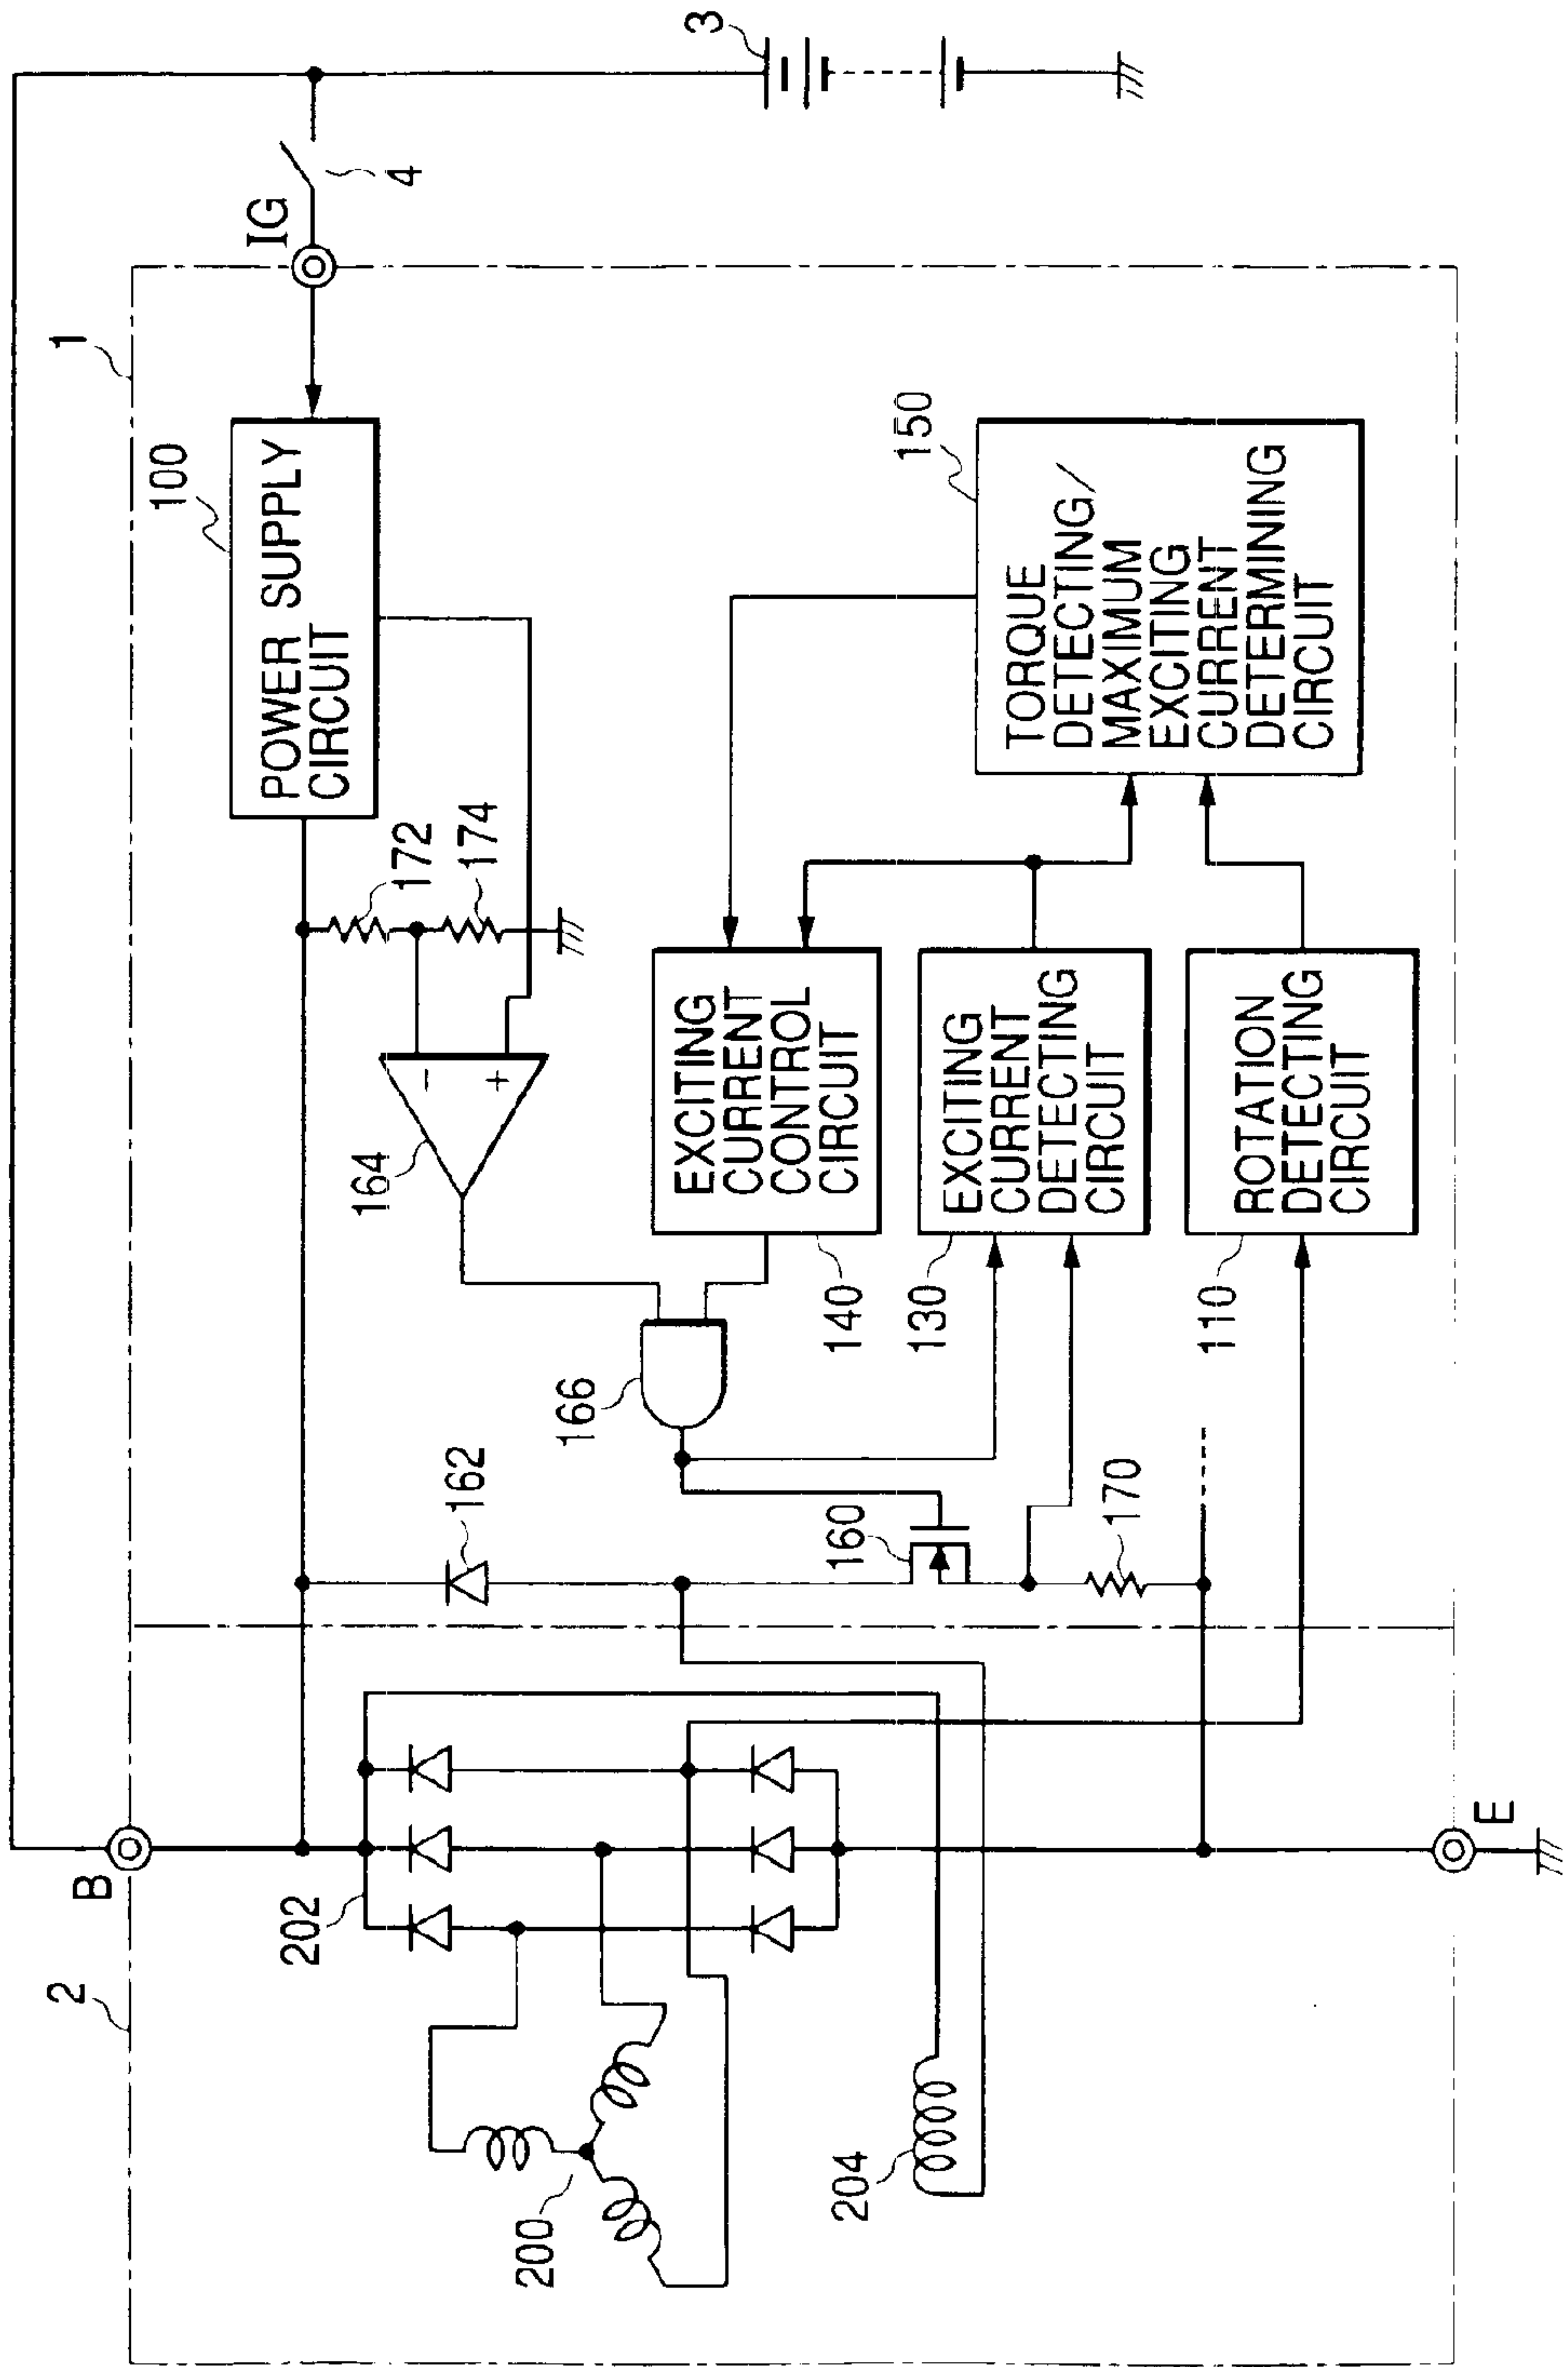 1
2
B
IG
4
3
100
POWER SUPPLY
CIRCUIT
172
174
164
162
166
202
200
204
EXCITING
CURRENT
CONTROL
CIRCUIT
140
150
TORQUE
DETECTING/
MAXIMUM
EXCITING
CURRENT
DETERMINING
CIRCUIT
EXCITING
CURRENT
DETECTING
CIRCUIT
130
160
170
ROTATION
DETECTING
CIRCUIT
110
E
−
+